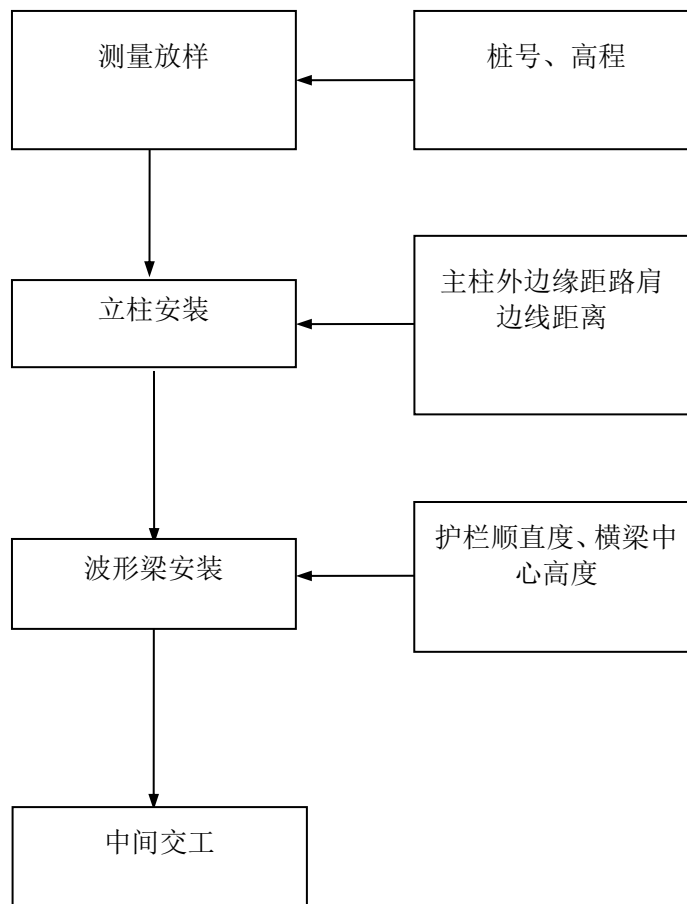 测量放样
桩号、高程
立柱安装
主柱外边缘距路肩
边线距离
波形梁安装
护栏顺直度、横梁中
心高度
中间交工